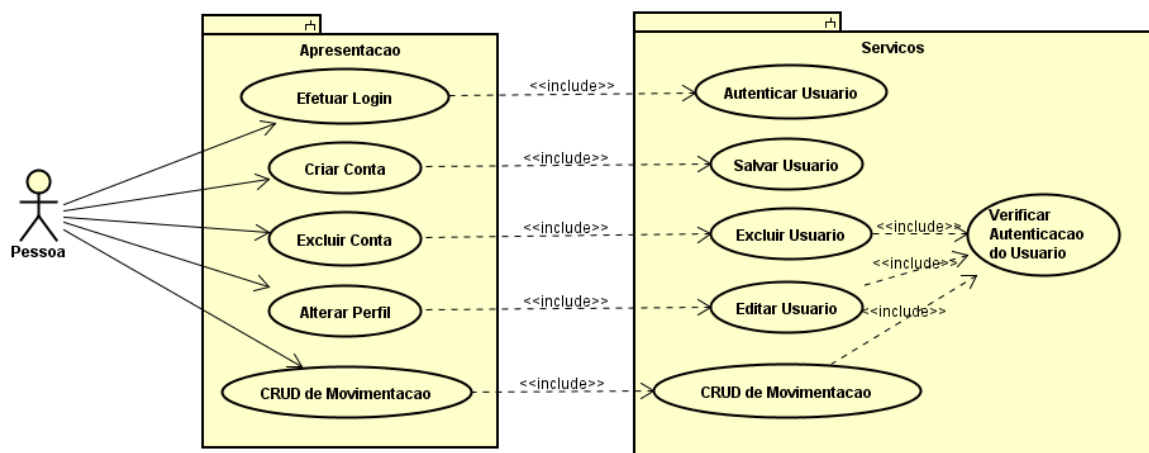 Apresentacao
Servicos
Efetuar Login
<<include>>
Autenticar Usuario
Criar Conta
<<include>>
Salvar Usuario
Pessoa
Excluir Conta
<<include>>
Excluir Usuario
<<include>>
Verificar
Autenticacao
do Usuario
<<include>>
Alterar Perfil
<<include>>
Editar Usuario
<<include>>
CRUD de Movimentacao
<<include>>
CRUD de Movimentacao